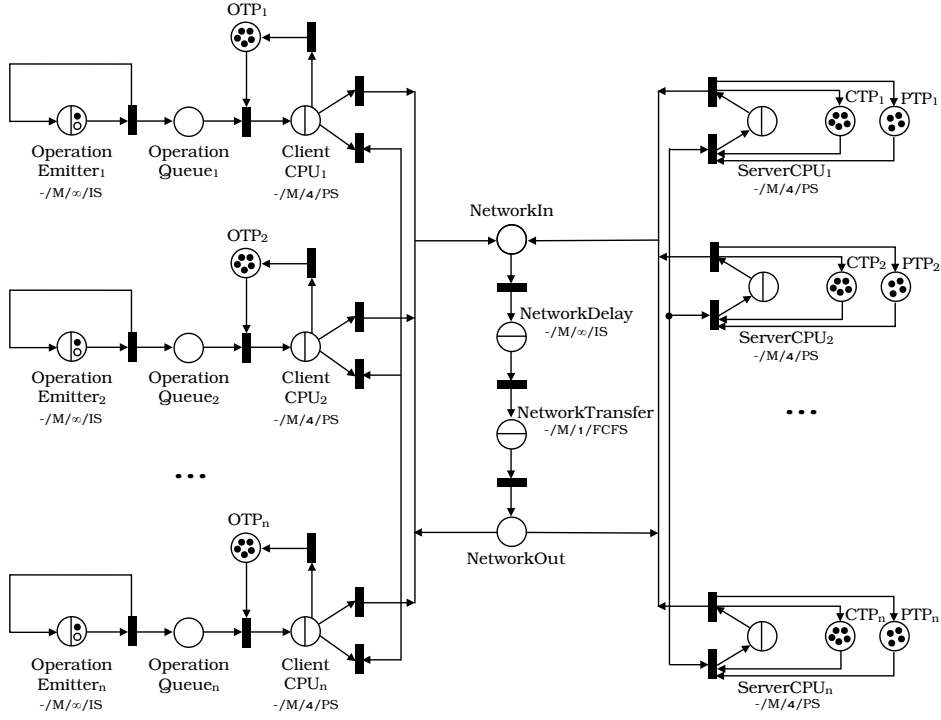 OTP₁
Operation
Emitter₁
-/M/∞/IS
Operation
Queue₁
Client
CPU₁
-/M/4/PS
OTP₂
Operation
Emitter₂
-/M/∞/IS
Operation
Queue₂
Client
CPU₂
-/M/4/PS
...
OTPₙ
Operation
Emitterₙ
-/M/∞/IS
Operation
Queueₙ
Client
CPUₙ
-/M/4/PS
NetworkIn
NetworkDelay
-/M/∞/IS
NetworkTransfer
-/M/1/FCFS
NetworkOut
CTP₁ PTP₁
ServerCPU₁
-/M/4/PS
CTP₂ PTP₂
ServerCPU₂
-/M/4/PS
...
CTPₙ PTPₙ
ServerCPUₙ
-/M/4/PS